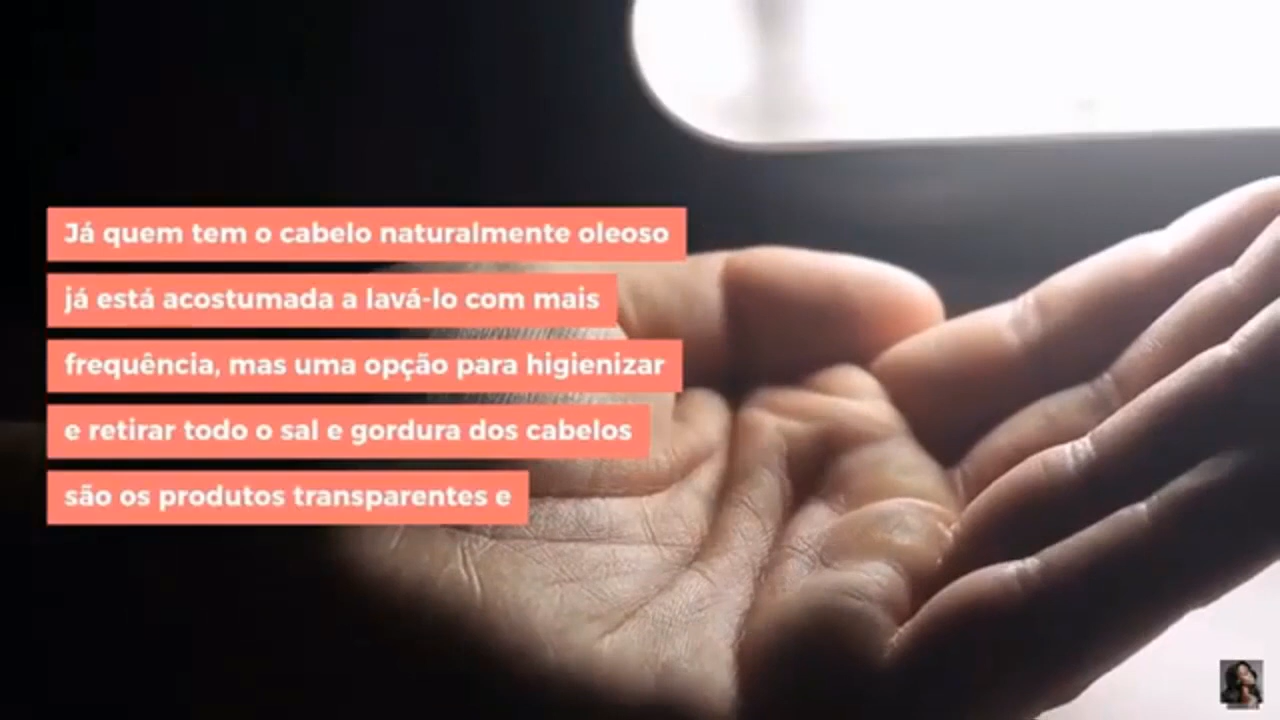 Já quem tem o cabelo naturalmente oleoso
já está acostumada a lavá-lo com mais
frequência, mas uma opção para higienizar
e retirar todo o sal e gordura dos cabelos
são os produtos transparentes e